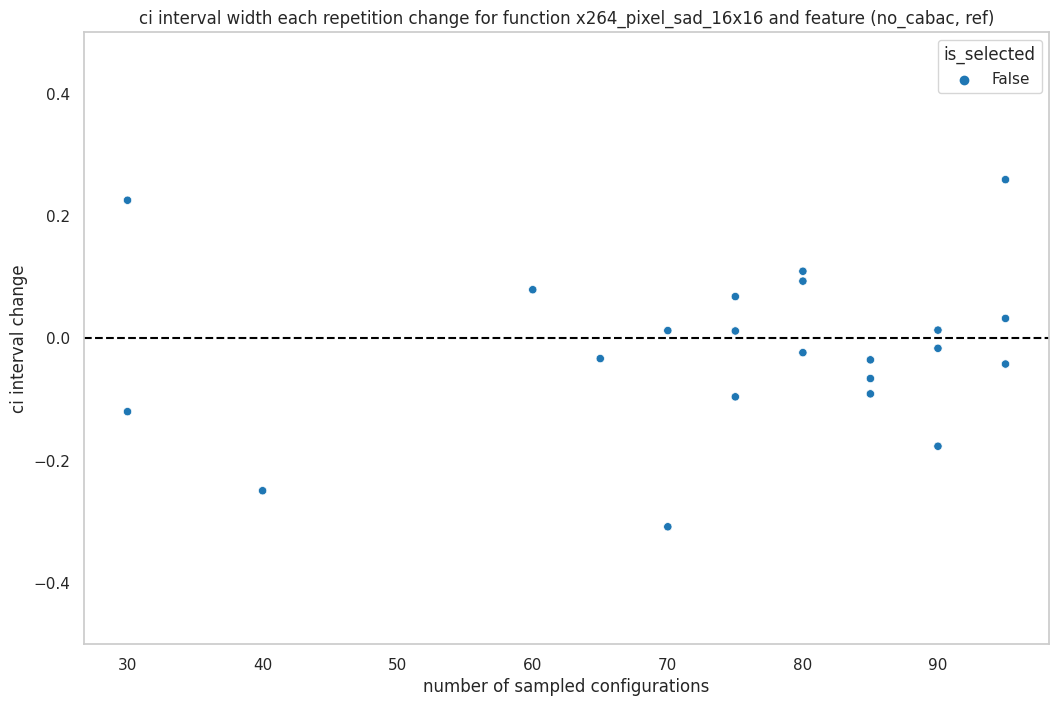 ci interval width each repetition change for function x264_pixel_sad_16x16 and feature (no_cabac, ref)
is_selected
False
ci interval change
0.4
0.2
0.0
−0.2
−0.4
30 40 50 60 70 80 90
number of sampled configurations